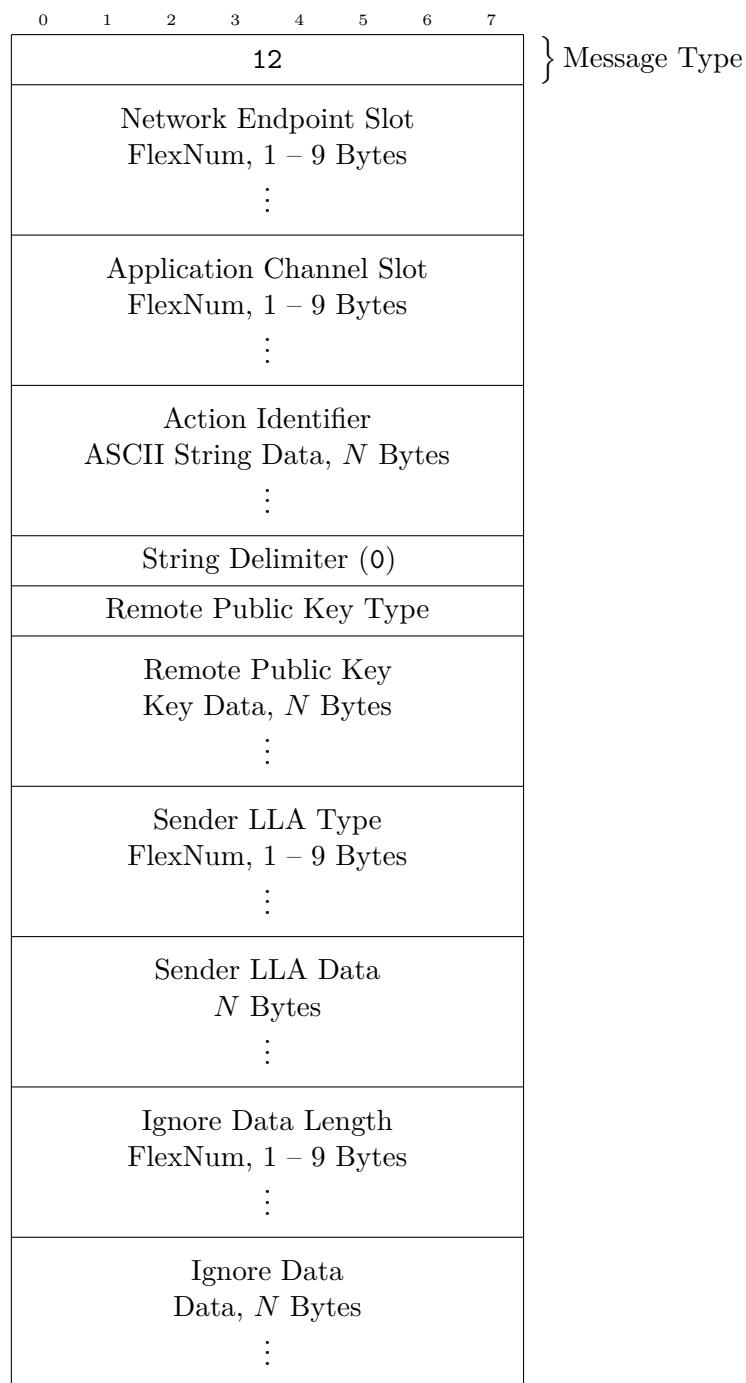 0 1 2 3 4 5 6 7
12
Message Type
Network Endpoint Slot
FlexNum, 1 – 9 Bytes
⋮
Application Channel Slot
FlexNum, 1 – 9 Bytes
⋮
Action Identifier
ASCII String Data, N Bytes
⋮
String Delimiter (0)
Remote Public Key Type
Remote Public Key
Key Data, N Bytes
⋮
Sender LLA Type
FlexNum, 1 – 9 Bytes
⋮
Sender LLA Data
N Bytes
⋮
Ignore Data Length
FlexNum, 1 – 9 Bytes
⋮
Ignore Data
Data, N Bytes
⋮